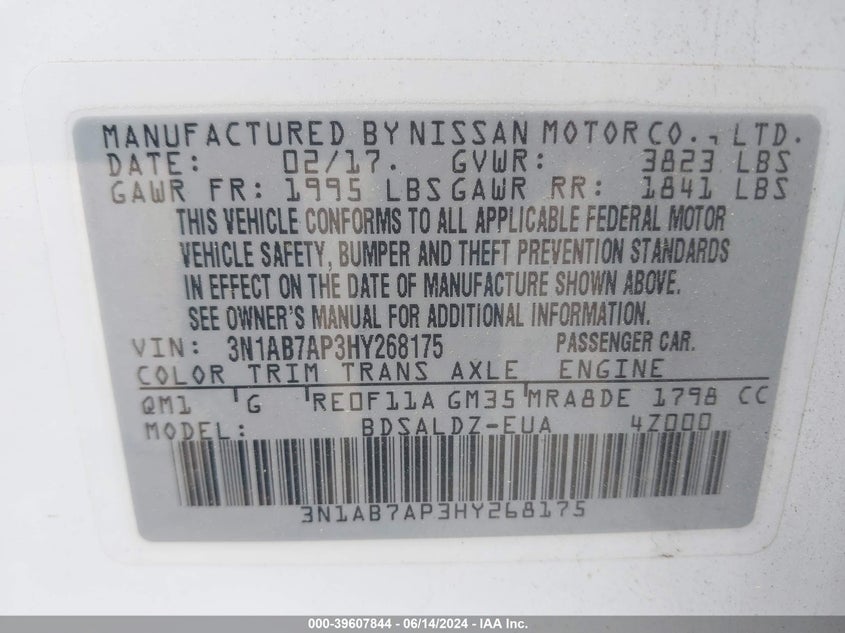 MANUFACTURED BY NISSAN MOTOR CO., LTD.
DATE: 02/17. GVWR: 3823 LBS
GAWR FR: 1995 LBS GAWR RR: 1841 LBS
THIS VEHICLE CONFORMS TO ALL APPLICABLE FEDERAL MOTOR
VEHICLE SAFETY, BUMPER AND THEFT PREVENTION STANDARDS
IN EFFECT ON THE DATE OF MANUFACTURE SHOWN ABOVE.
SEE OWNER'S MANUAL FOR ADDITIONAL INFORMATION.
VIN: 3N1AB7AP3HY268175 PASSENGER CAR.
COLOR TRIM TRANS AXLE ENGINE
QM1 G RE0F11A GM35 MRA8DE 1798 CC
MODEL: BDSALDZ-EUA 4Z000
3N1AB7AP3HY268175
000-39607844 / 06/14/2024 - IAA Inc.